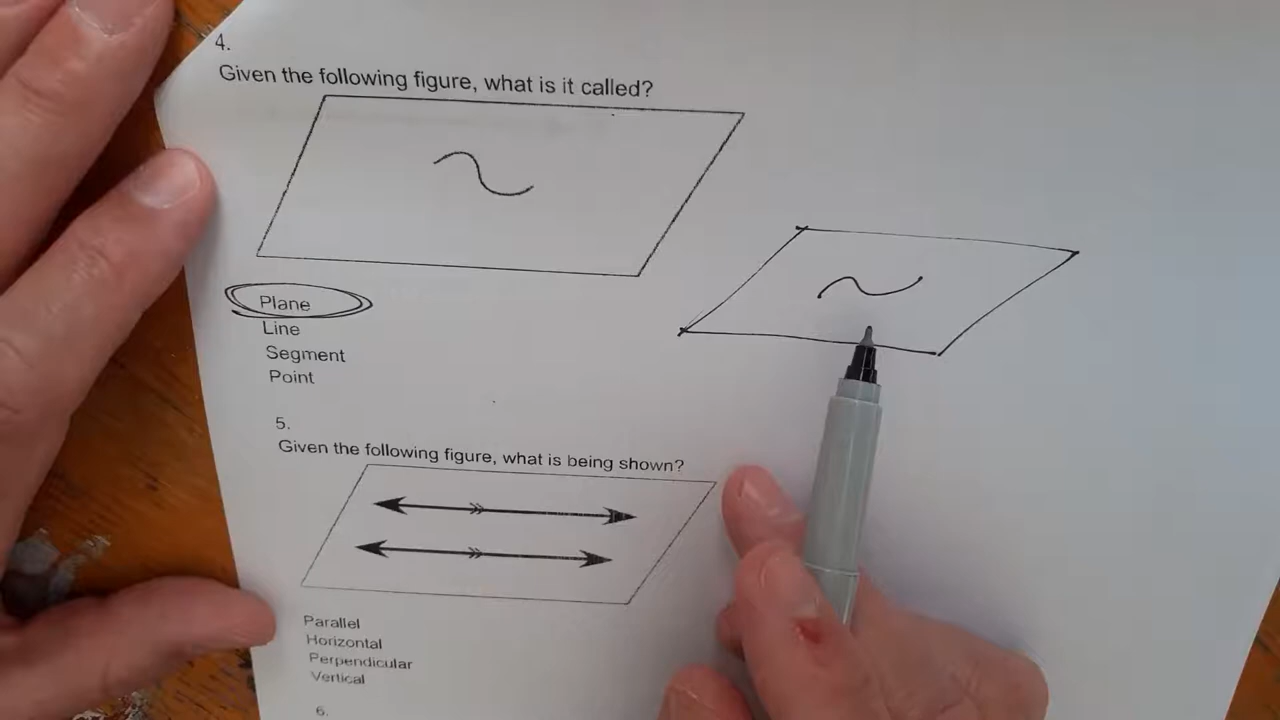 4.
Given the following figure, what is it called?
Plane
Line
Segment
Point
5.
Given the following figure, what is being shown?
Parallel
Horizontal
Perpendicular
Vertical
6.